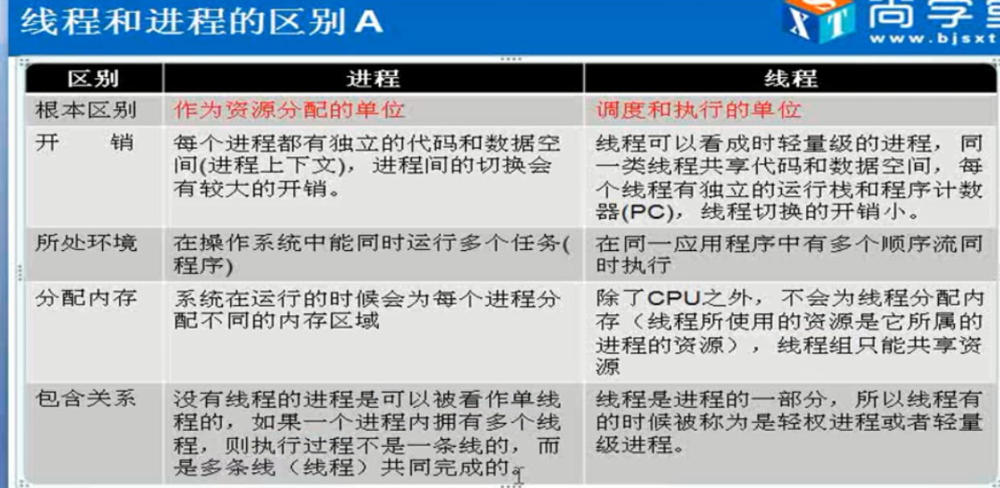 线程和进程的区别A
SXT
尚学
www.bjsxt
区别 进程 线程
根本区别 作为资源分配的单位 调度和执行的单位
开 销
每个进程都有独立的代码和数据空
间(进程上下文)，进程间的切换会
有较大的开销。
线程可以看成时轻量级的进程，同
一类线程共享代码和数据空间，每
个线程有独立的运行栈和程序计数
器(PC)，线程切换的开销小。
所处环境
在操作系统中能同时运行多个任务(
程序)
在同一应用程序中有多个顺序流同
时执行
分配内存
系统在运行的时候会为每个进程分
配不同的内存区域
除了CPU之外，不会为线程分配内
存（线程所使用的资源是它所属的
进程的资源），线程组只能共享资
源
包含关系
没有线程的进程是可以被看作单线
程的，如果一个进程内拥有多个线
程，则执行过程不是一条线的，而
是多条线（线程）共同完成的。
线程是进程的一部分，所以线程有
的时候被称为是轻权进程或者轻量
级进程。